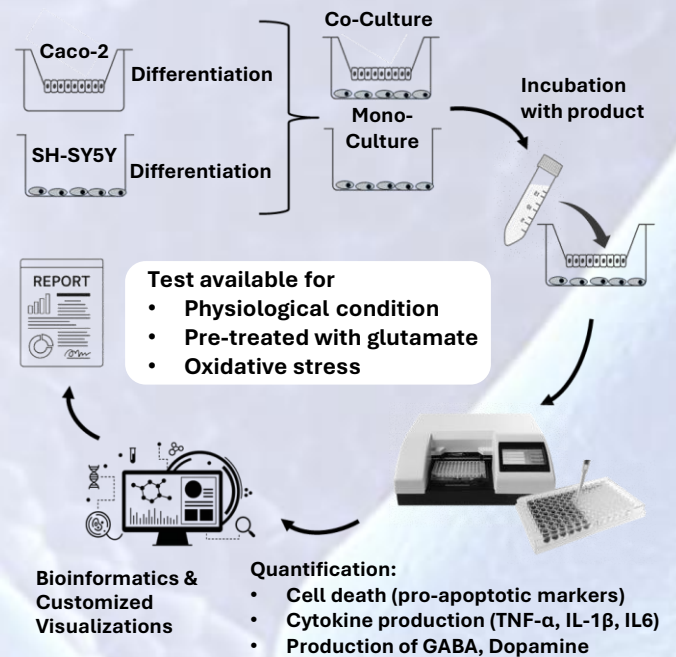 Caco-2
Differentiation
SH-SY5Y
Differentiation
Co-Culture
Mono-
Culture
Incubation
with product
REPORT
Test available for
• Physiological condition
• Pre-treated with glutamate
• Oxidative stress
Bioinformatics &
Customized
Visualizations
Quantification:
• Cell death (pro-apoptotic markers)
• Cytokine production (TNF-α, IL-1β, IL6)
• Production of GABA, Dopamine